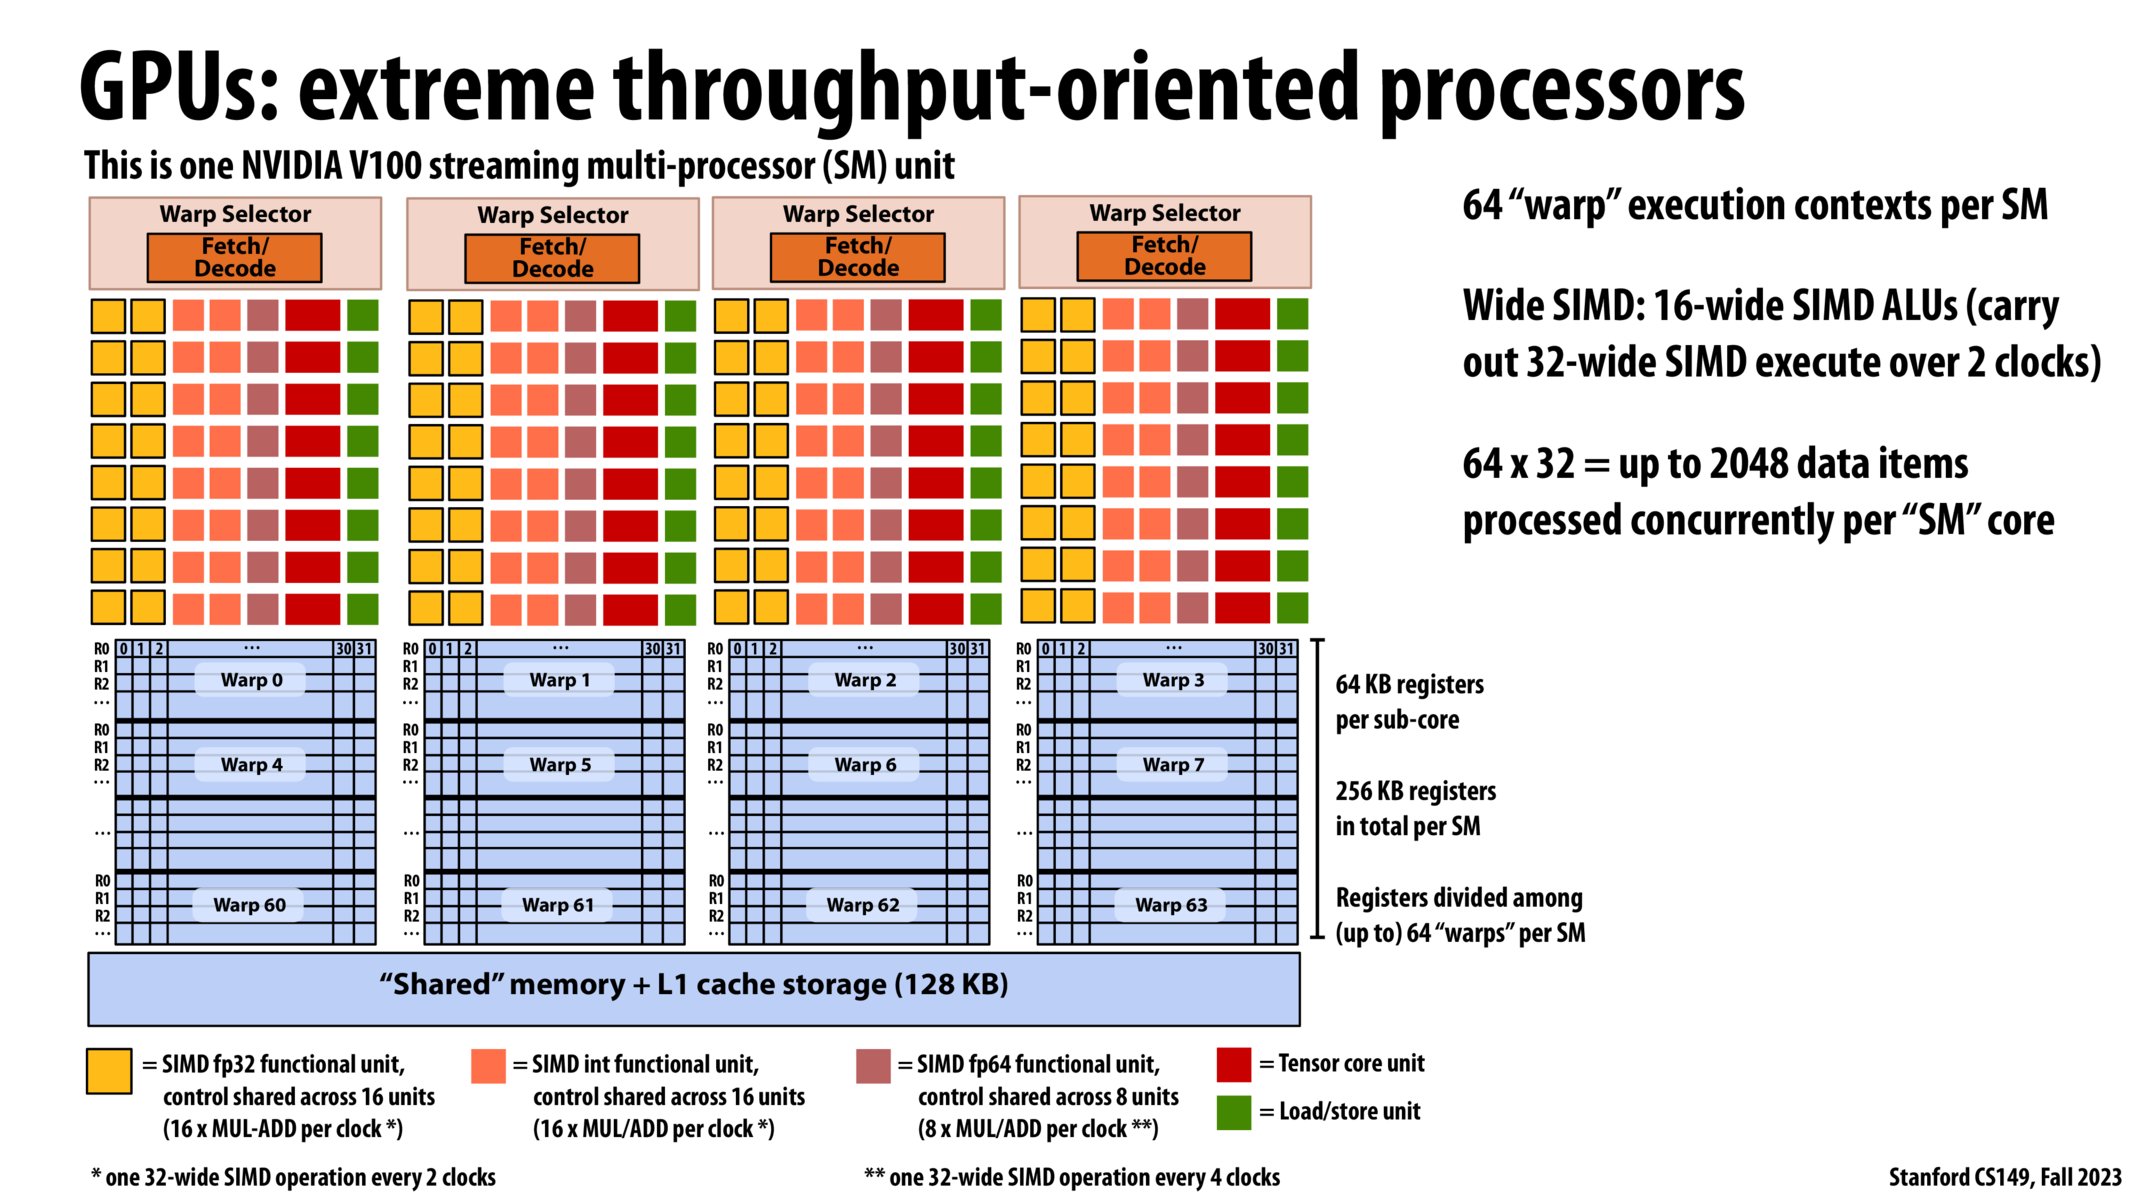 GPUs: extreme throughput-oriented processors
This is one NVIDIA V100 streaming multi-processor (SM) unit
Warp Selector
Fetch/
Decode
Warp Selector
Fetch/
Decode
Warp Selector
Fetch/
Decode
Warp Selector
Fetch/
Decode
64 “warp” execution contexts per SM
Wide SIMD: 16-wide SIMD ALUs (carry
out 32-wide SIMD execute over 2 clocks)
64 x 32 = up to 2048 data items
processed concurrently per “SM” core
R0 0 1 2 ... 30 31
R1
R2
...
Warp 0
R0
R1
R2
...
Warp 4
...
R0
R1
R2
...
Warp 60
R0 0 1 2 ... 30 31
R1
R2
...
Warp 1
R0
R1
R2
...
Warp 5
...
R0
R1
R2
...
Warp 61
R0 0 1 2 ... 30 31
R1
R2
...
Warp 2
R0
R1
R2
...
Warp 6
...
R0
R1
R2
...
Warp 62
R0 0 1 2 ... 30 31
R1
R2
...
Warp 3
R0
R1
R2
...
Warp 7
...
R0
R1
R2
...
Warp 63
64 KB registers
per sub-core
256 KB registers
in total per SM
Registers divided among
(up to) 64 “warps” per SM
“Shared” memory + L1 cache storage (128 KB)
= SIMD fp32 functional unit,
control shared across 16 units
(16 x MUL-ADD per clock *)
= SIMD int functional unit,
control shared across 16 units
(16 x MUL/ADD per clock *)
= SIMD fp64 functional unit,
control shared across 8 units
(8 x MUL/ADD per clock **)
= Tensor core unit
= Load/store unit
* one 32-wide SIMD operation every 2 clocks
** one 32-wide SIMD operation every 4 clocks
Stanford CS149, Fall 2023